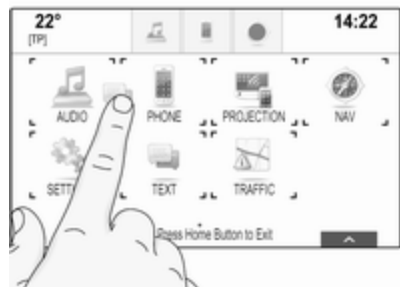 22° 14:22
[TP]
AUDIO PHONE PROJECTION NAV
SETT TEXT TRAFFIC
Press Home Button to Exit